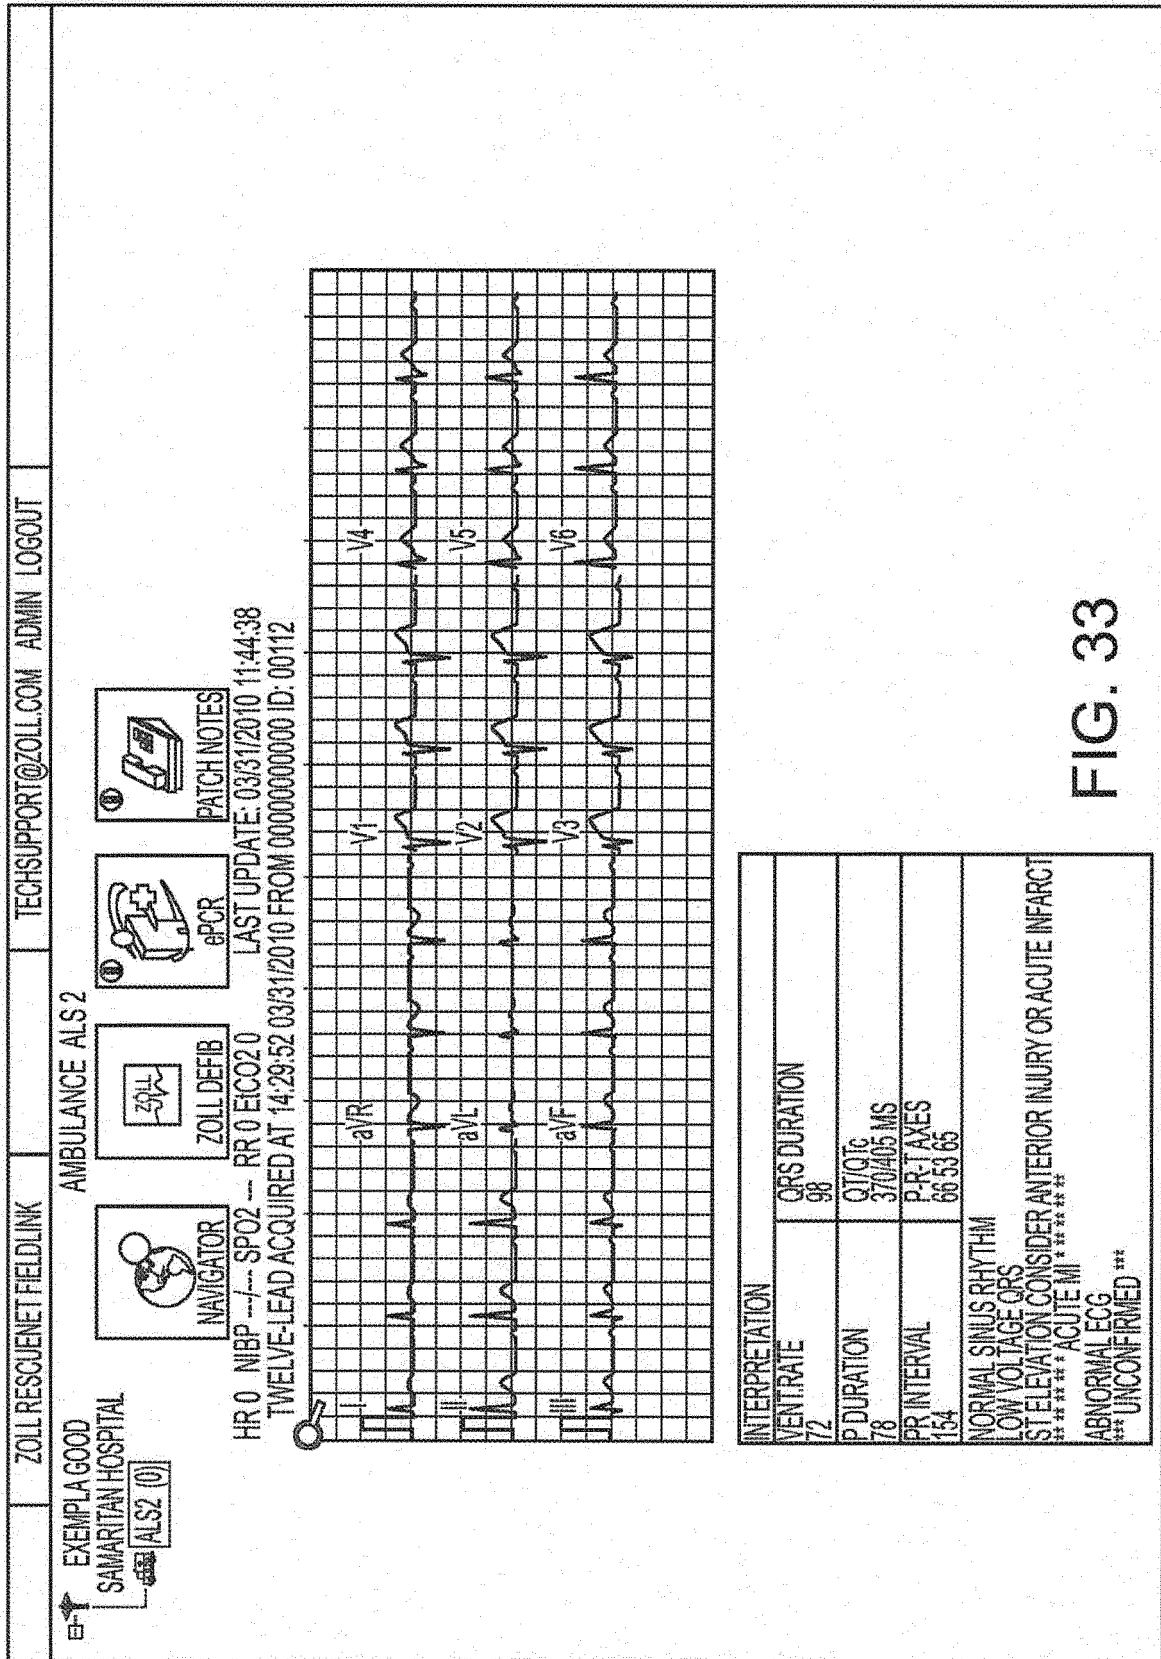 ZOLL RESCUENET FIELDLINK
TECHSUPPORT@ZOLL.COM ADMIN LOGOUT
EXEMPLA GOOD
SAMARITAN HOSPITAL
ALS2 (0)
AMBULANCE ALS 2
NAVIGATOR
ZOLL
ZOLL DEFIB
ePCR
PATCH NOTES
HR 0 NIBP ---/--- SPO2 --- RR 0 EtCO2 0 LAST UPDATE: 03/31/2010 11:44:38
TWELVE-LEAD ACQUIRED AT 14:29:52 03/31/2010 FROM 00000000000 ID: 00112
I aVR V1 V4
II aVL V2 V5
III aVF V3 V6
INTERPRETATION
VENT.RATE QRS DURATION
72 98
P DURATION QT/QTc
78 370/405 MS
PR INTERVAL P-R-T AXES
154 66 53 65
NORMAL SINUS RHYTHM
LOW VOLTAGE QRS
ST ELEVATION CONSIDER ANTERIOR INJURY OR ACUTE INFARCT
** ** ** ** * ACUTE MI * ** ** ** **
ABNORMAL ECG
*** UNCONFIRMED ***
FIG. 33